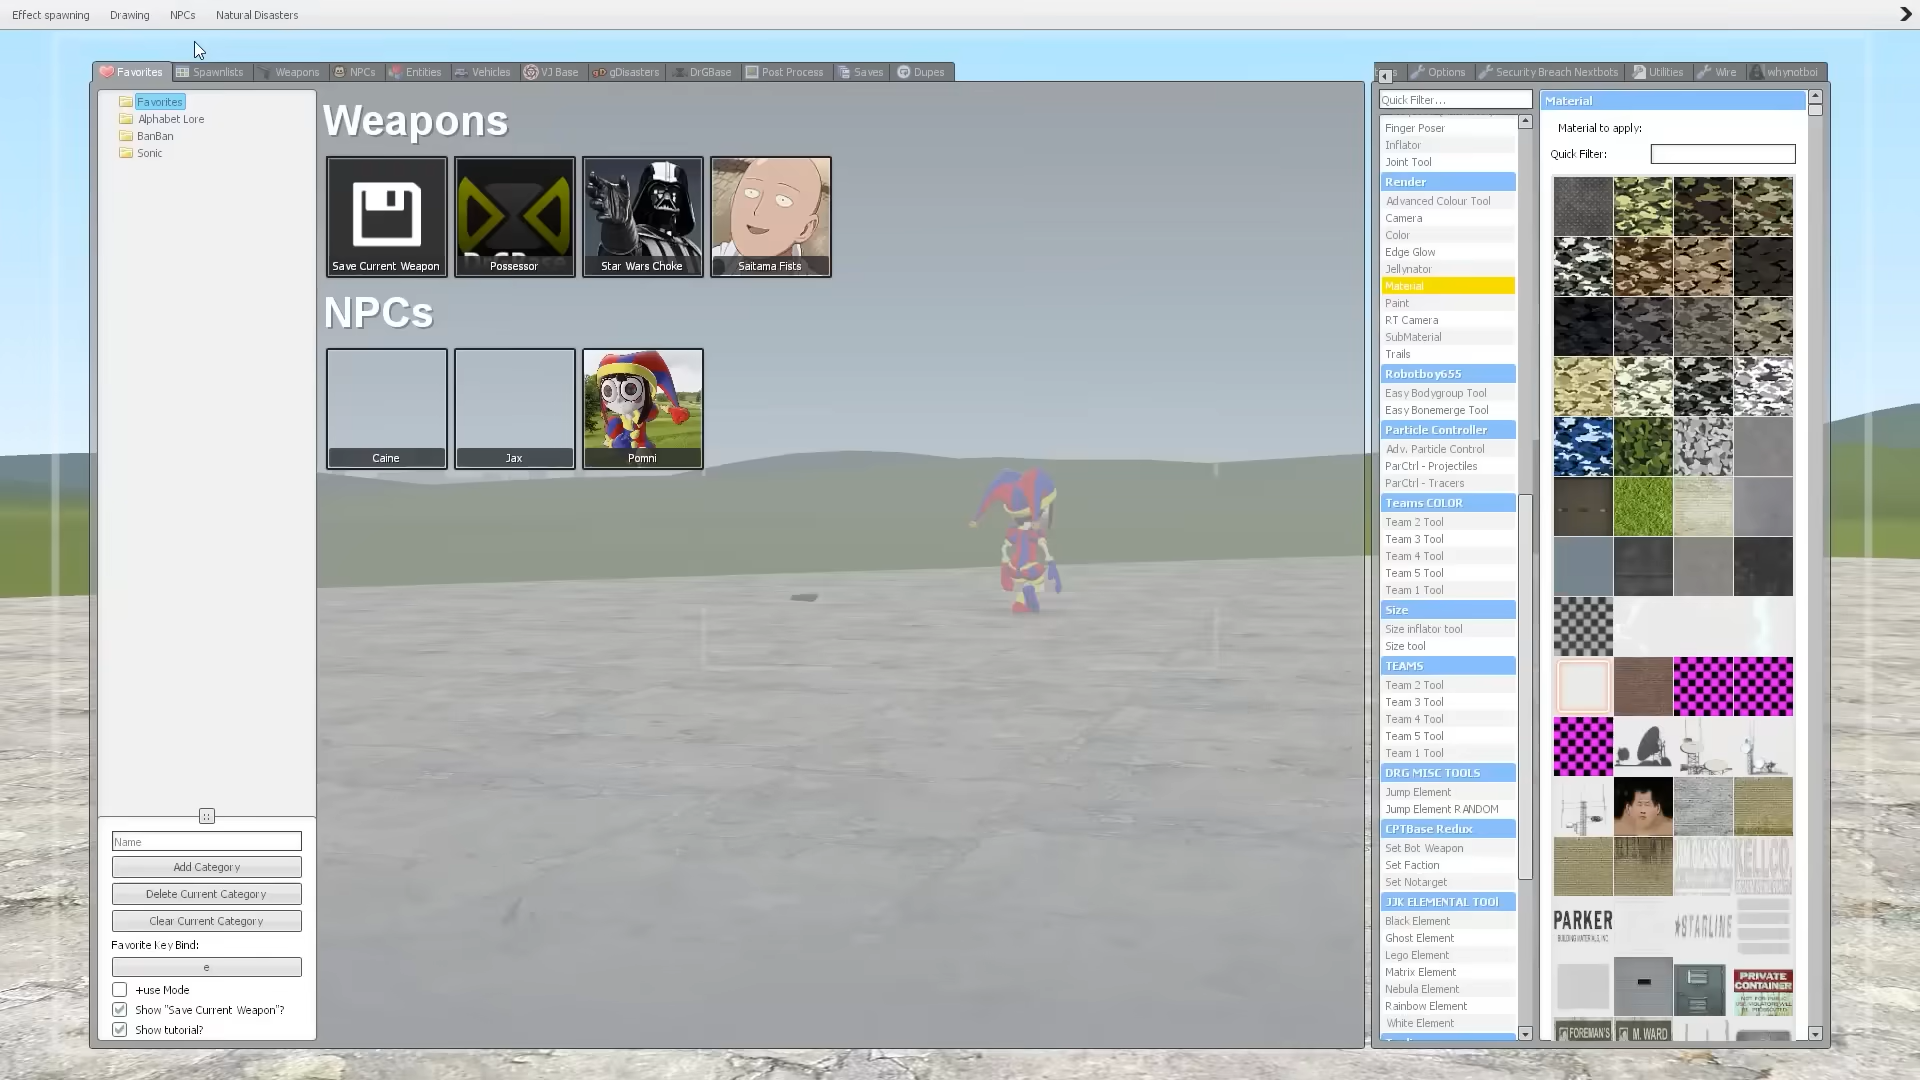 Effect spawning Drawing NPCs Natural Disasters
Favorites Spawnlists Weapons NPCs Entities Vehicles VJ Base gDisasters DrGBase Post Process Saves Dupes
Favorites
Alphabet Lore
BanBan
Sonic
Name
Add Category
Delete Current Category
Clear Current Category
Favorite Key Bind:
e
+use Mode
Show "Save Current Weapon"?
Show tutorial?
Weapons
Save Current Weapon
Possessor
Star Wars Choke
Saitama Fists
NPCs
Caine
Jax
Pomni
Options Security Breach Nextbots Utilities Wire whynotboi
Quick Filter...
Finger Poser
Inflator
Joint Tool
Render
Advanced Colour Tool
Camera
Color
Edge Glow
Jellynator
Material
Paint
RT Camera
SubMaterial
Trails
Robotboy655
Easy Bodygroup Tool
Easy Bonemerge Tool
Particle Controller
Adv. Particle Control
ParCtrl - Projectiles
ParCtrl - Tracers
Teams COLOR
Team 2 Tool
Team 3 Tool
Team 4 Tool
Team 5 Tool
Team 1 Tool
Size
Size inflator tool
Size tool
TEAMS
Team 2 Tool
Team 3 Tool
Team 4 Tool
Team 5 Tool
Team 1 Tool
DRG MISC TOOLS
Jump Element
Jump Element RANDOM
CPTBase Redux
Set Bot Weapon
Set Faction
Set Notarget
JJK ELEMENTAL TOOl
Black Element
Ghost Element
Lego Element
Matrix Element
Nebula Element
Rainbow Element
White Element
Material
Material to apply:
Quick Filter:
KELLCO
PARKER
BUILDING MATERIALS, INC.
STARLINE
PRIVATE
CONTAINER
FOREMAN'S
M. WARD